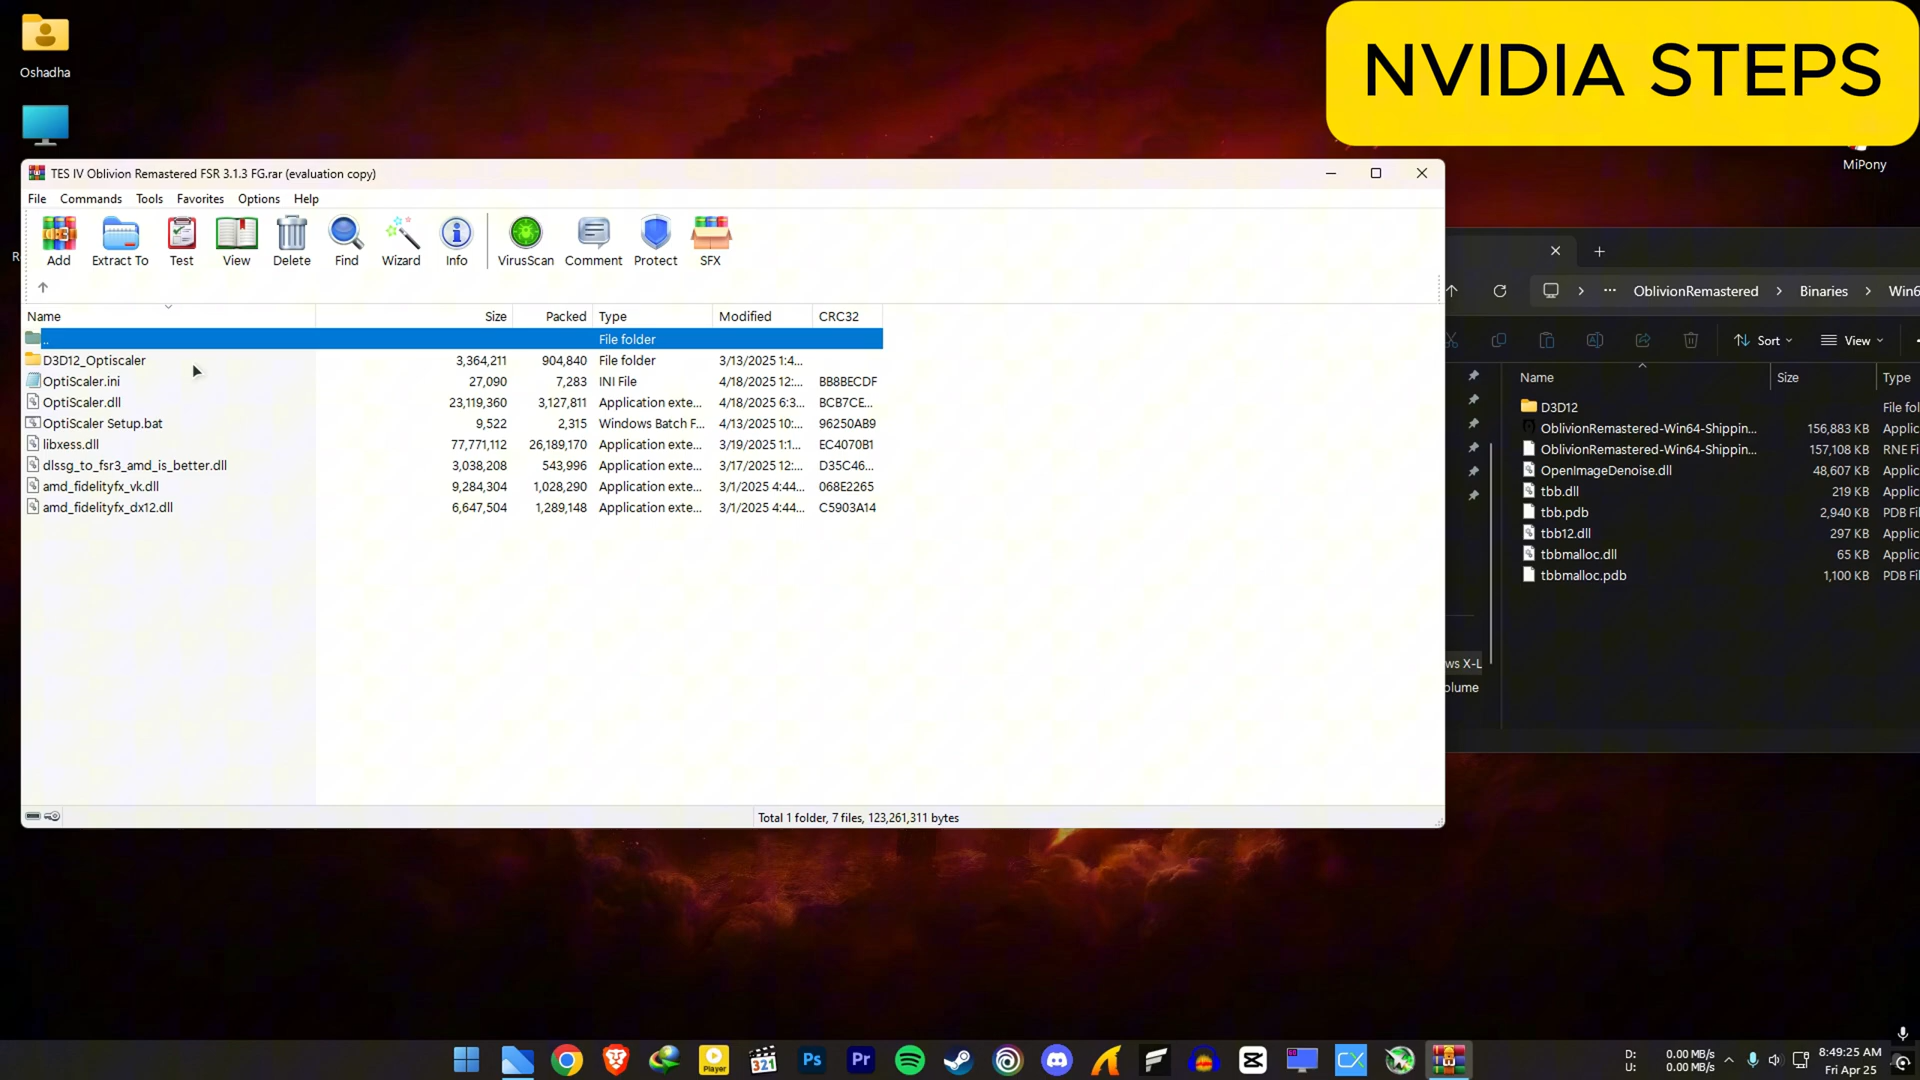 Oshadha
NVIDIA STEPS
MiPony
TES IV Oblivion Remastered FSR 3.1.3 FG.rar (evaluation copy)
File Commands Tools Favorites Options Help
Add Extract To Test View Delete Find Wizard Info VirusScan Comment Protect SFX
Name Size Packed Type Modified CRC32
.. File folder
D3D12_Optiscaler 3,364,211 904,840 File folder 3/13/2025 1:4...
OptiScaler.ini 27,090 7,283 INI File 4/18/2025 12:... BB8BECDF
OptiScaler.dll 23,119,360 3,127,811 Application exte... 4/18/2025 6:3... BCB7CE...
OptiScaler Setup.bat 9,522 2,315 Windows Batch F... 4/13/2025 10:... 96250AB9
libxess.dll 77,771,112 26,189,170 Application exte... 3/19/2025 1:1... EC4070B1
dlssg_to_fsr3_amd_is_better.dll 3,038,208 543,996 Application exte... 3/17/2025 12:... D35C46...
amd_fidelityfx_vk.dll 9,284,304 1,028,290 Application exte... 3/1/2025 4:44... 068E2265
amd_fidelityfx_dx12.dll 6,647,504 1,289,148 Application exte... 3/1/2025 4:44... C5903A14
Total 1 folder, 7 files, 123,261,311 bytes
R
... OblivionRemastered > Binaries > Win6
Sort View
Name Size Type
D3D12 File fol
OblivionRemastered-Win64-Shippin... 156,883 KB Applic
OblivionRemastered-Win64-Shippin... 157,108 KB RNE Fi
OpenImageDenoise.dll 48,607 KB Applic
tbb.dll 219 KB Applic
tbb.pdb 2,940 KB PDB Fil
tbb12.dll 297 KB Applic
tbbmalloc.dll 65 KB Applic
tbbmalloc.pdb 1,100 KB PDB Fil
ws X-L
olume
Player
321
Ps
Pr
CX
D: 0.00 MB/s
U: 0.00 MB/s
8:49:25 AM
Fri Apr 25